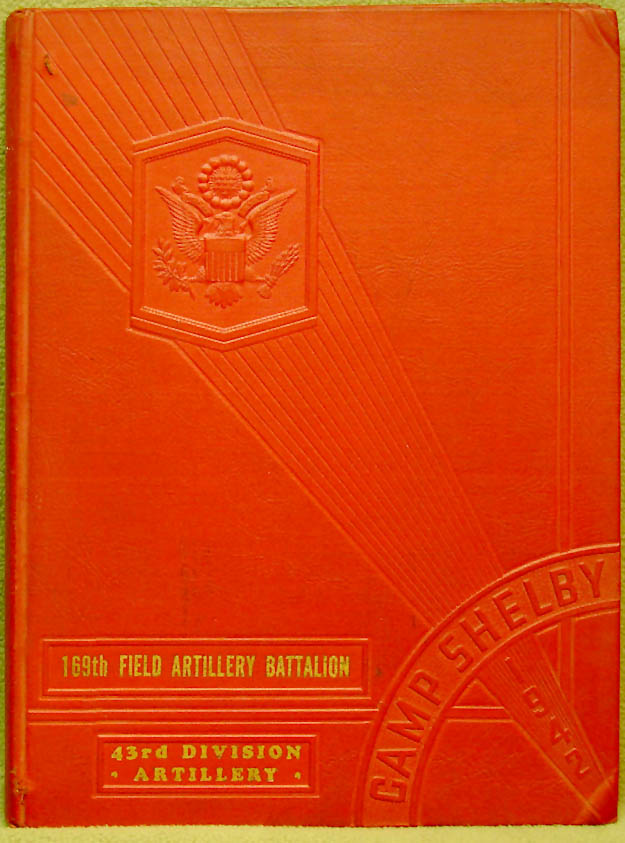 169th FIELD ARTILLERY BATTALION
43rd DIVISION
• ARTILLERY •
CAMP SHELBY
1942